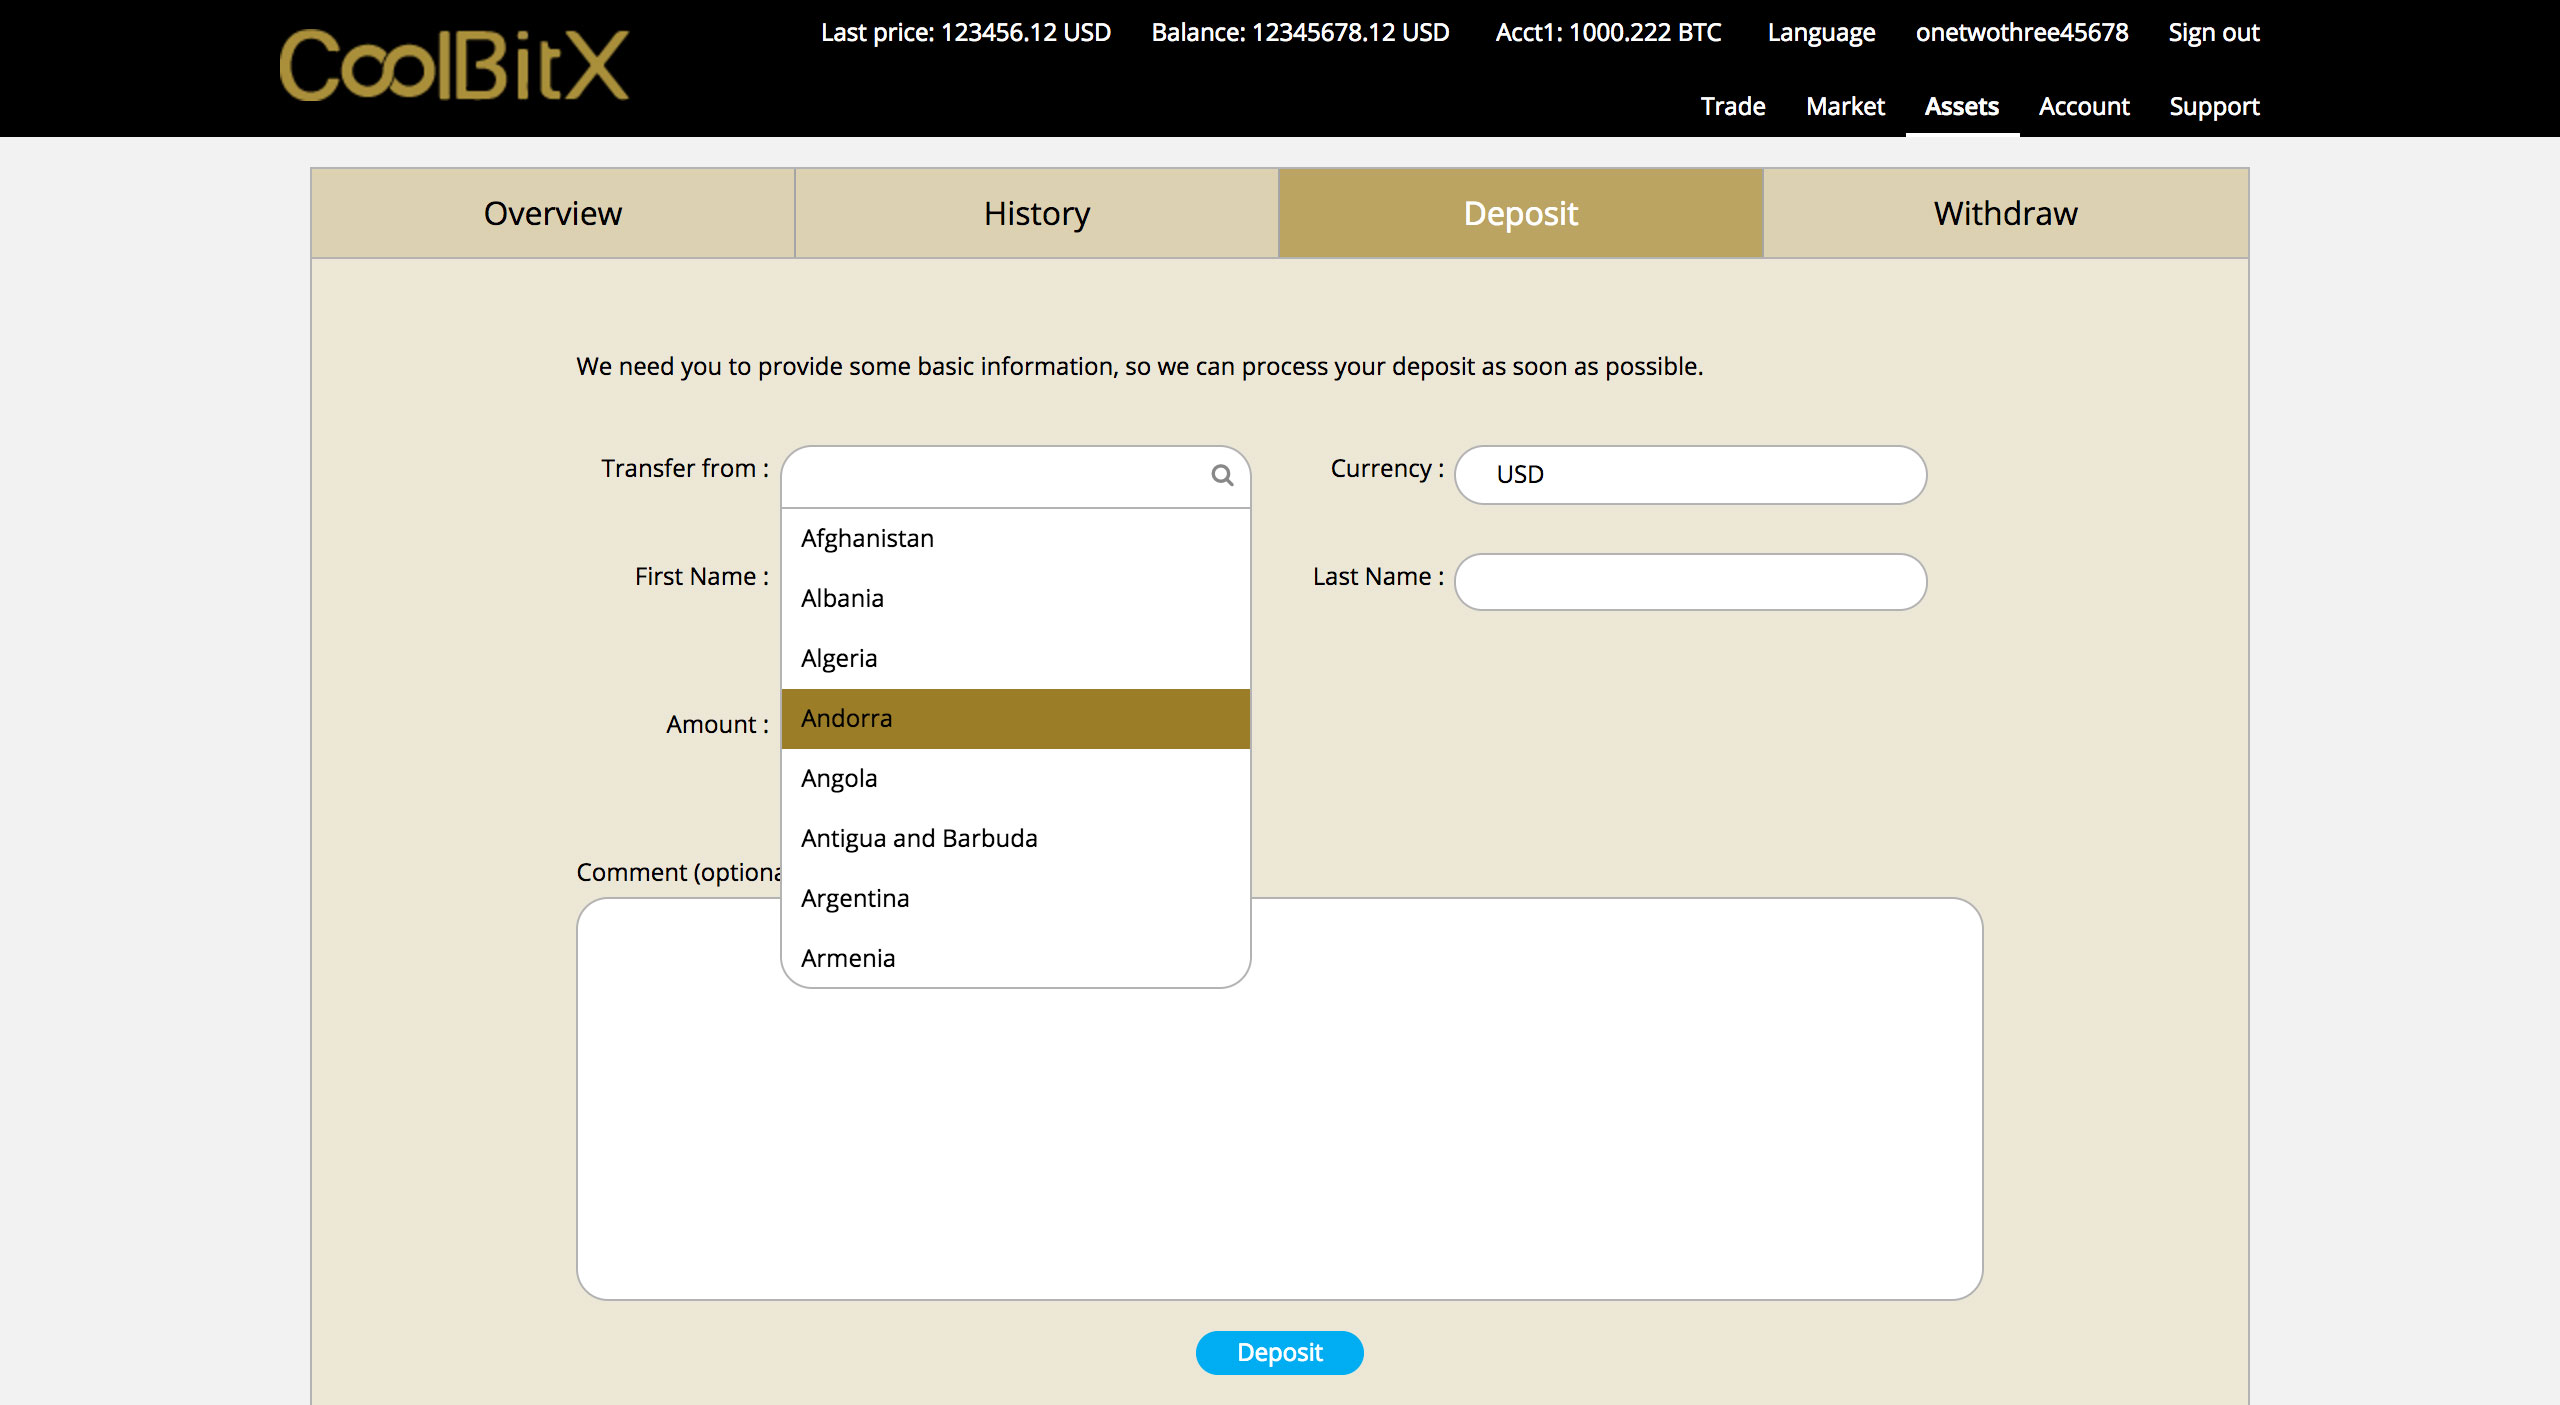 CoolBitX
Last price: 123456.12 USD Balance: 12345678.12 USD Acct1: 1000.222 BTC Language onetwothree45678 Sign out
Trade Market Assets Account Support
Overview History Deposit Withdraw
We need you to provide some basic information, so we can process your deposit as soon as possible.
Transfer from : Currency : USD
Afghanistan
First Name : Last Name :
Albania
Algeria
Amount : Andorra
Angola
Antigua and Barbuda
Comment (optiona
Argentina
Armenia
Deposit